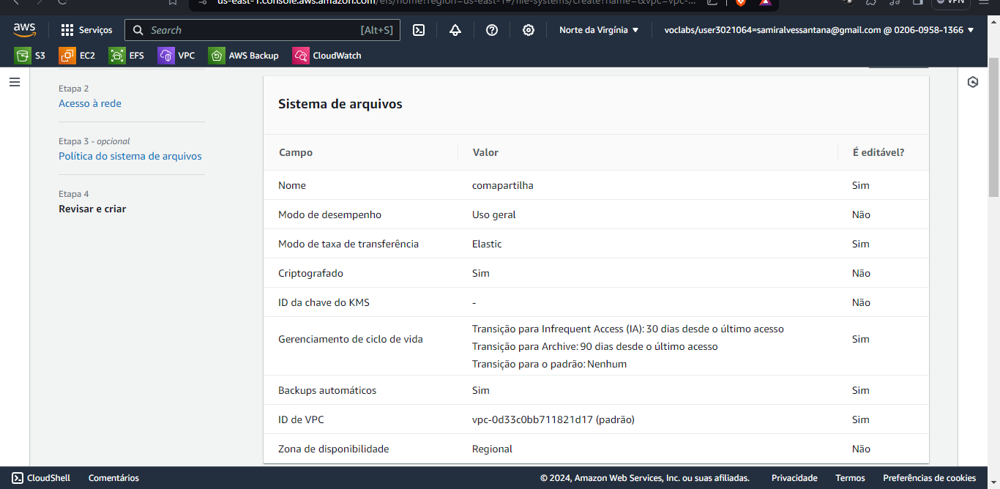 us-east-1.console.aws.amazon.com/efs/home?region=us-east-1#/file-systems/create?name=&vpc=vpc-...
VPN
aws
Serviços
Search
[Alt+S]
Norte da Virgínia
voclabs/user3021064=samiralvessantana@gmail.com @ 0206-0958-1366
S3
EC2
EFS
VPC
AWS Backup
CloudWatch
Etapa 2
Acesso à rede
Etapa 3 - opcional
Política do sistema de arquivos
Etapa 4
Revisar e criar
Sistema de arquivos
Campo Valor É editável?
Nome comapartilha Sim
Modo de desempenho Uso geral Não
Modo de taxa de transferência Elastic Sim
Criptografado Sim Não
ID da chave do KMS - Não
Gerenciamento de ciclo de vida
Transição para Infrequent Access (IA): 30 dias desde o último acesso
Transição para Archive: 90 dias desde o último acesso
Transição para o padrão: Nenhum
Sim
Backups automáticos Sim Sim
ID de VPC vpc-0d33c0bb711821d17 (padrão) Sim
Zona de disponibilidade Regional Não
CloudShell
Comentários
© 2024, Amazon Web Services, Inc. ou suas afiliadas.
Privacidade
Termos
Preferências de cookies